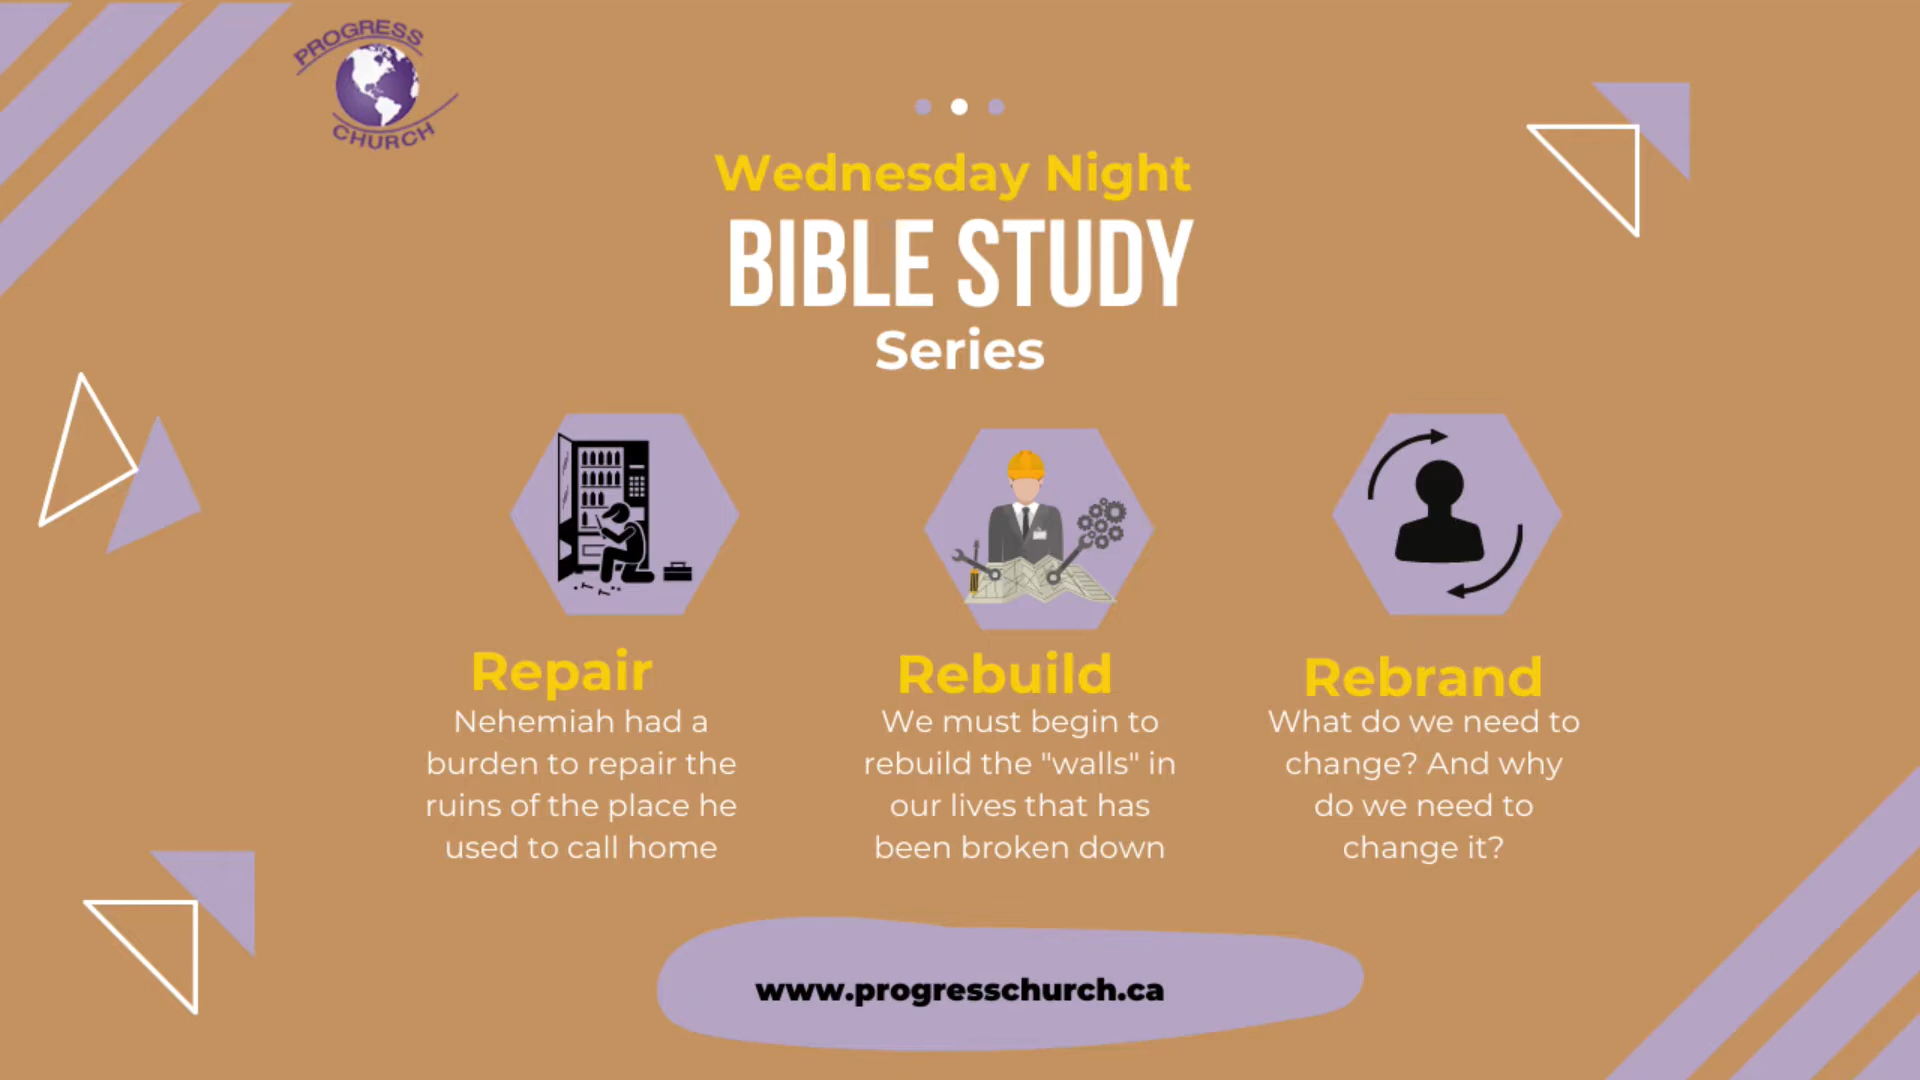 PROGRESS
CHURCH
Wednesday Night
BIBLE STUDY
Series
Repair
Nehemiah had a
burden to repair the
ruins of the place he
used to call home
Rebuild
We must begin to
rebuild the "walls" in
our lives that has
been broken down
Rebrand
What do we need to
change? And why
do we need to
change it?
www.progresschurch.ca